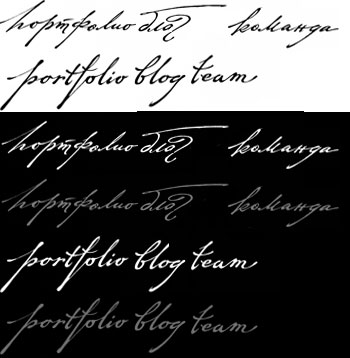 портфолио блог команда
portfolio blog team
портфолио блог команда
портфолио блог команда
portfolio blog team
portfolio blog team